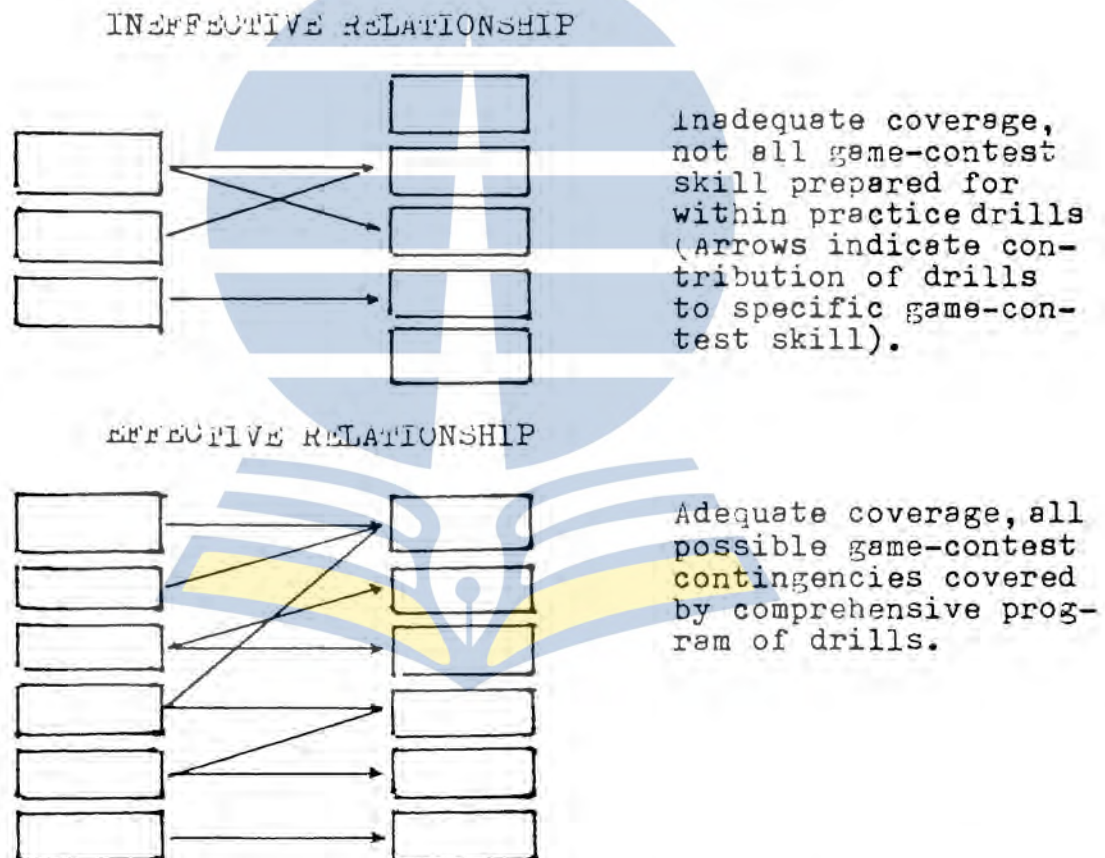 INEFFECTIVE RELATIONSHIP
Inadequate coverage,
not all game-contest
skill prepared for
within practice drills
(Arrows indicate con-
tribution of drills
to specific game-con-
test skill).
EFFECTIVE RELATIONSHIP
Adequate coverage, all
possible game-contest
contingencies covered
by comprehensive prog-
ram of drills.